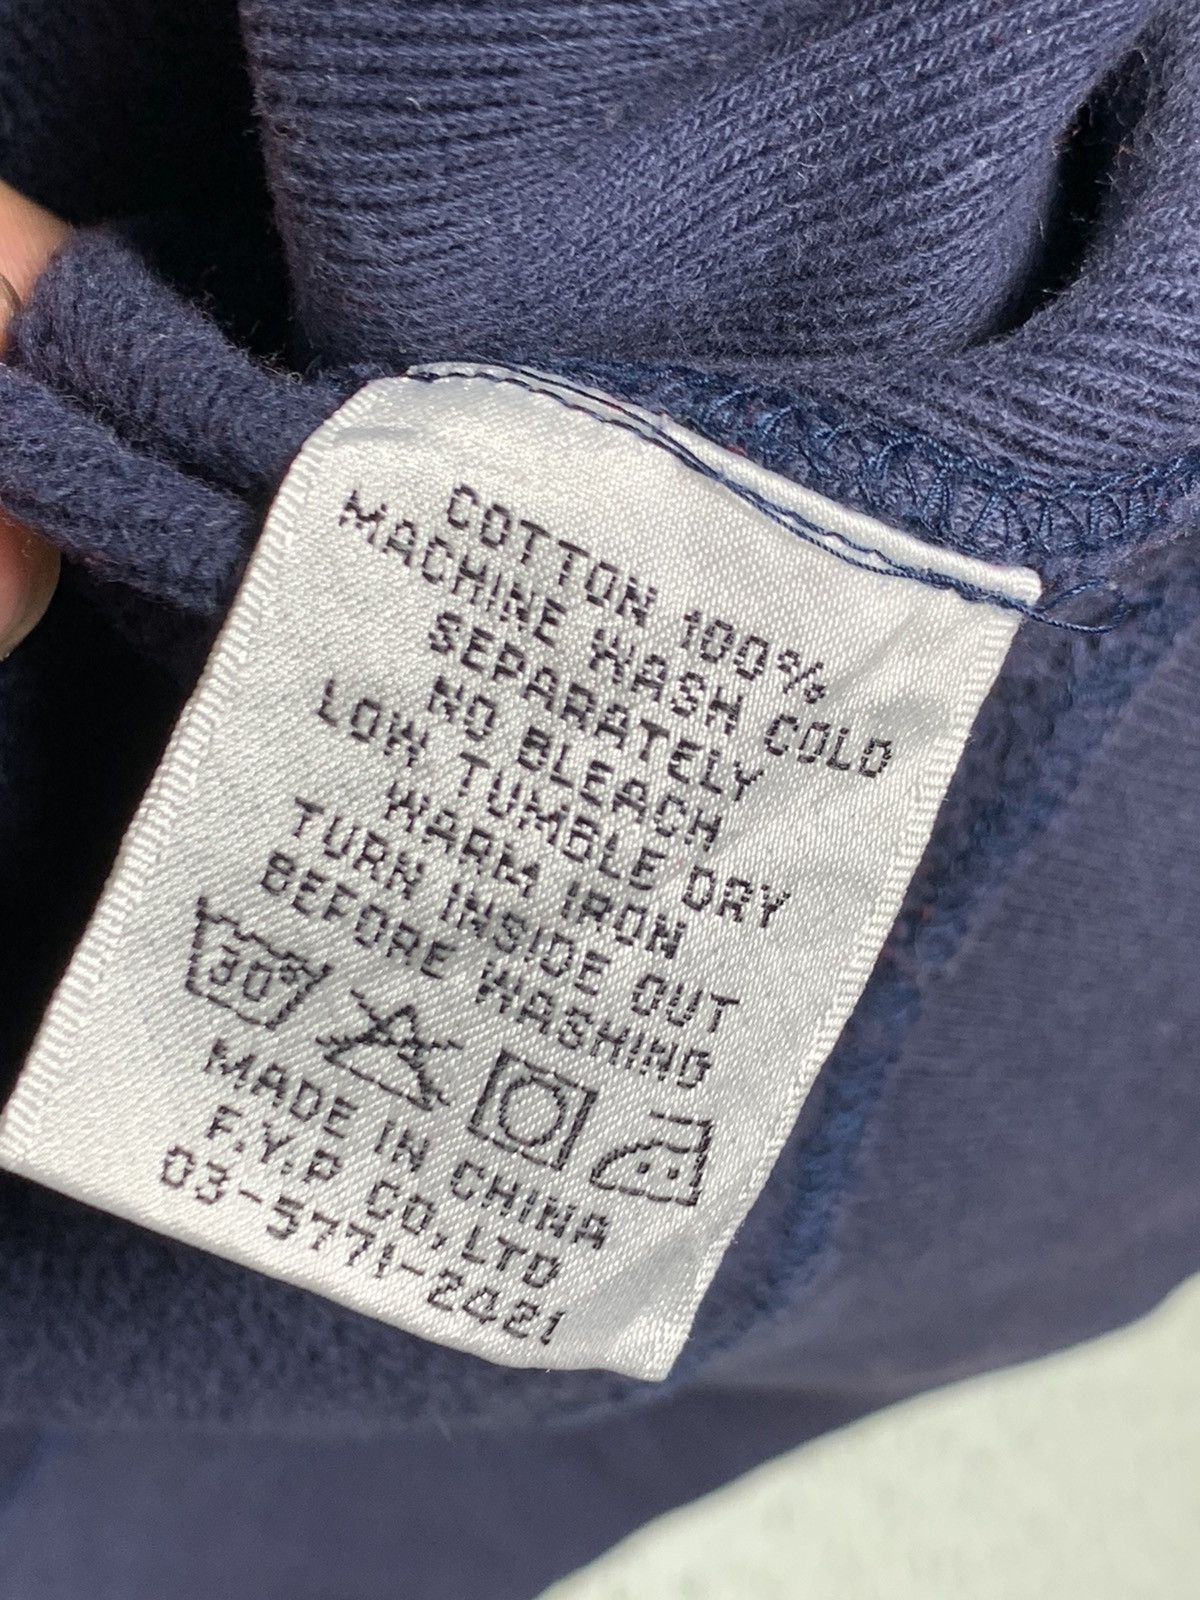 COTTON 100%
MACHINE WASH COLD
SEPARATELY
NO BLEACH
LOW TUMBLE DRY
WARM IRON
TURN INSIDE OUT
BEFORE WASHING
30°
MADE IN CHINA
F.Y.P CO,LTD
03-5771-2421